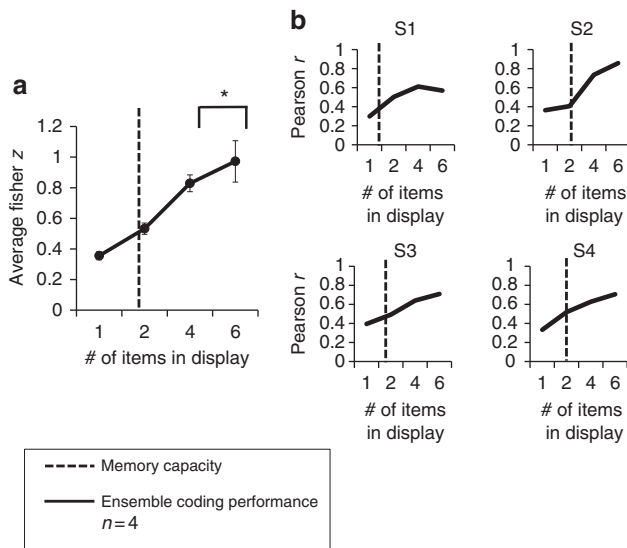 a
*
Average fisher z
1.2
1
0.8
0.6
0.4
0.2
0
1 2 4 6
# of items in display
b
S1
Pearson r
1
0.8
0.6
0.4
0.2
0
1 2 4 6
# of items
in display
S2
1
0.8
0.6
0.4
0.2
0
1 2 4 6
# of items
in display
S3
Pearson r
1
0.8
0.6
0.4
0.2
0
1 2 4 6
# of items
in display
S4
1
0.8
0.6
0.4
0.2
0
1 2 4 6
# of items
in display
Memory capacity
Ensemble coding performance
n=4